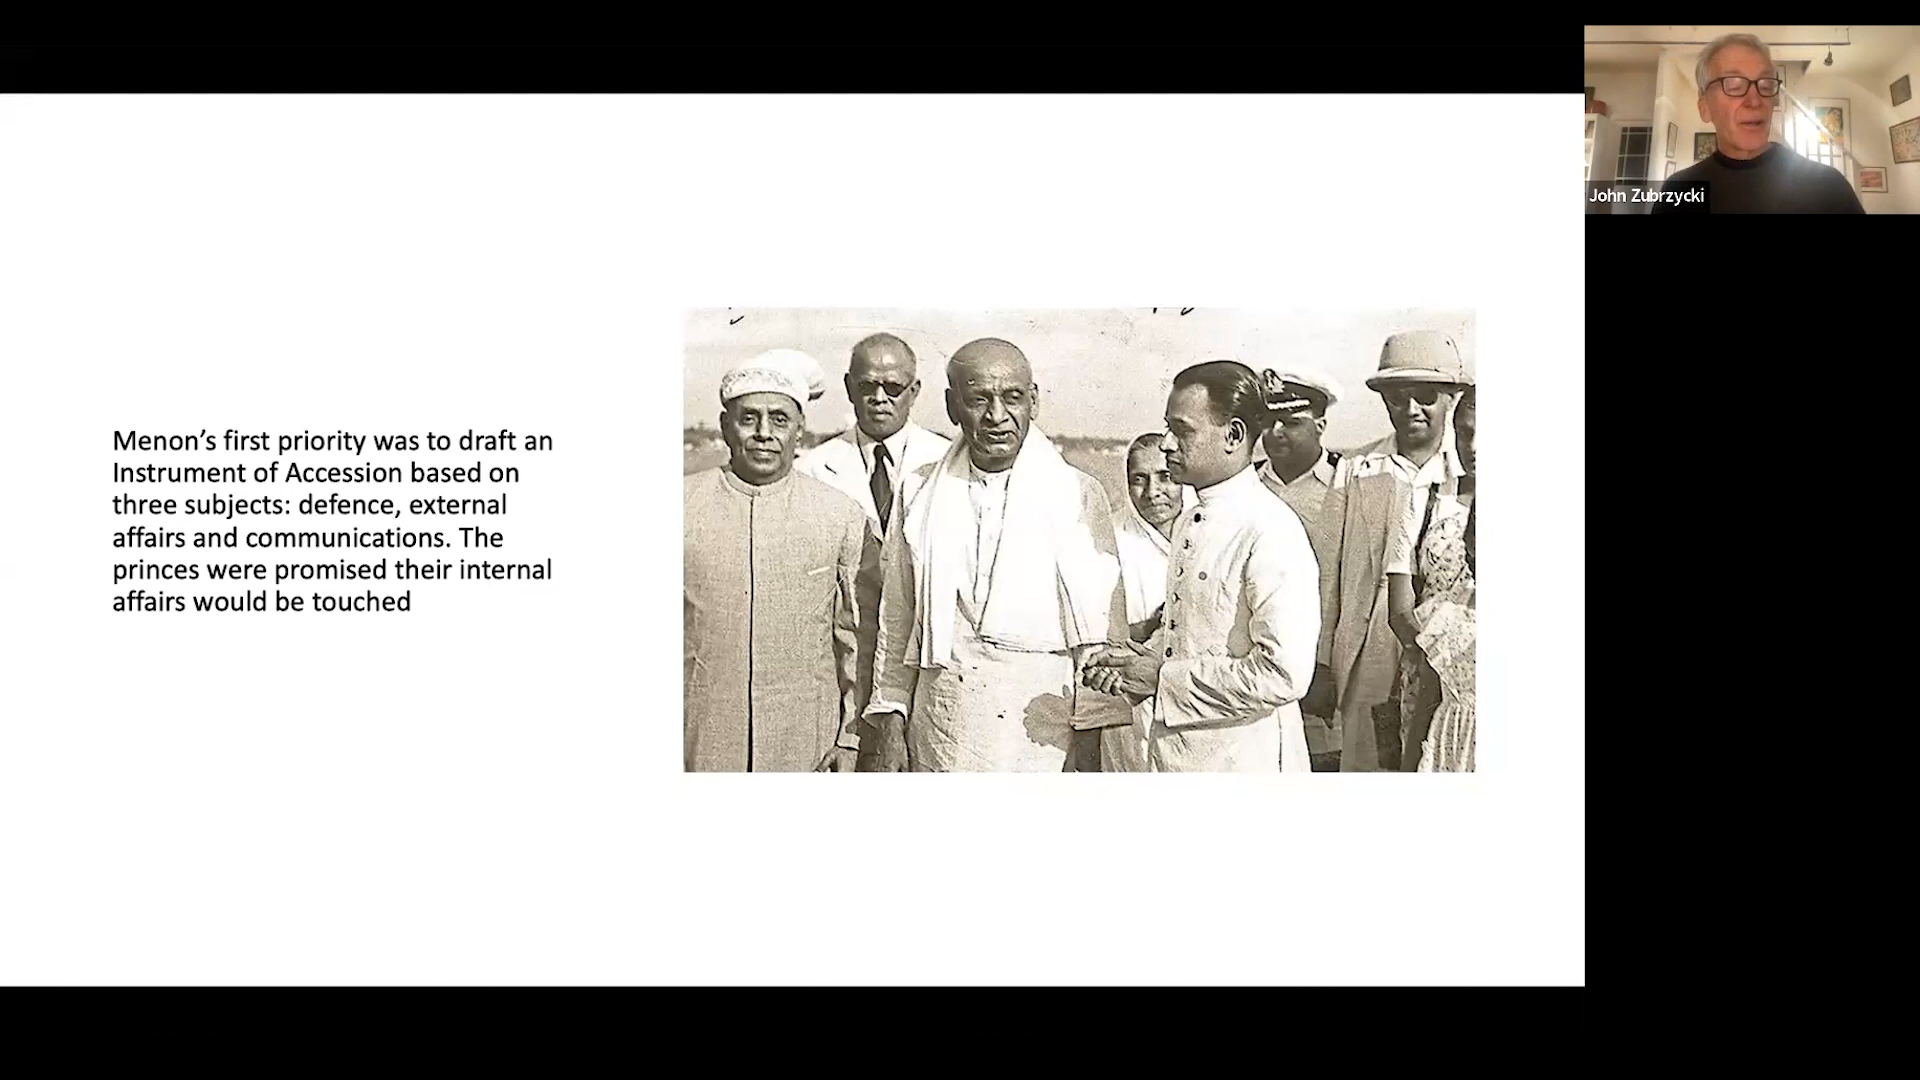 Menon’s first priority was to draft an
Instrument of Accession based on
three subjects: defence, external
affairs and communications. The
princes were promised their internal
affairs would be touched
John Zubrzycki